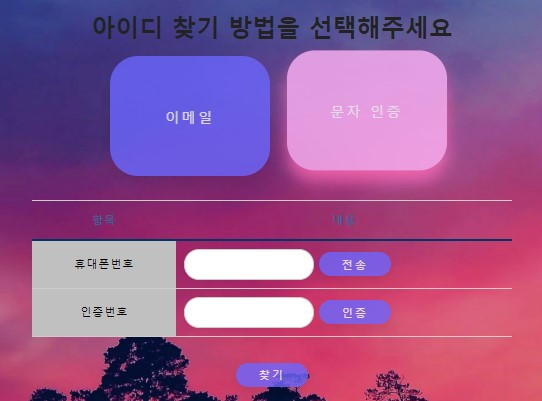 아이디 찾기 방법을 선택해주세요
이메일
문자 인증
항목 내용
휴대폰번호 전송
인증번호 인증
찾기